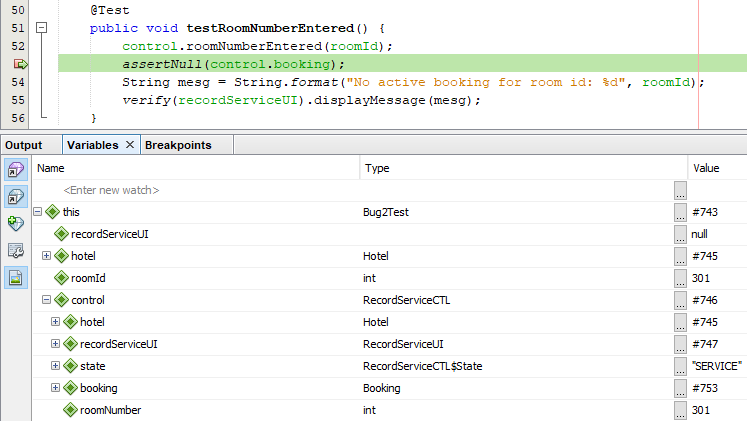 50 @Test
51 public void testRoomNumberEntered() {
52 control.roomNumberEntered(roomId);
assertNull(control.booking);
54 String mesg = String.format("No active booking for room id: %d", roomId);
55 verify(recordServiceUI).displayMessage(mesg);
56 }
Output Variables × Breakpoints
Name Type Value
<Enter new watch> ...
this Bug2Test ... #743
recordServiceUI ... null
hotel Hotel ... #745
roomId int ... 301
control RecordServiceCTL ... #746
hotel Hotel ... #745
recordServiceUI RecordServiceUI ... #747
state RecordServiceCTL$State ... "SERVICE"
booking Booking ... #753
roomNumber int ... 301